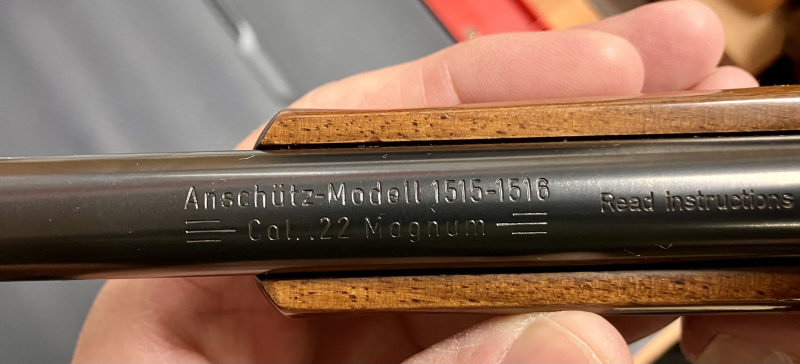 Anschütz-Modell 1515-1516
Cal. .22 Magnum
Read instructions